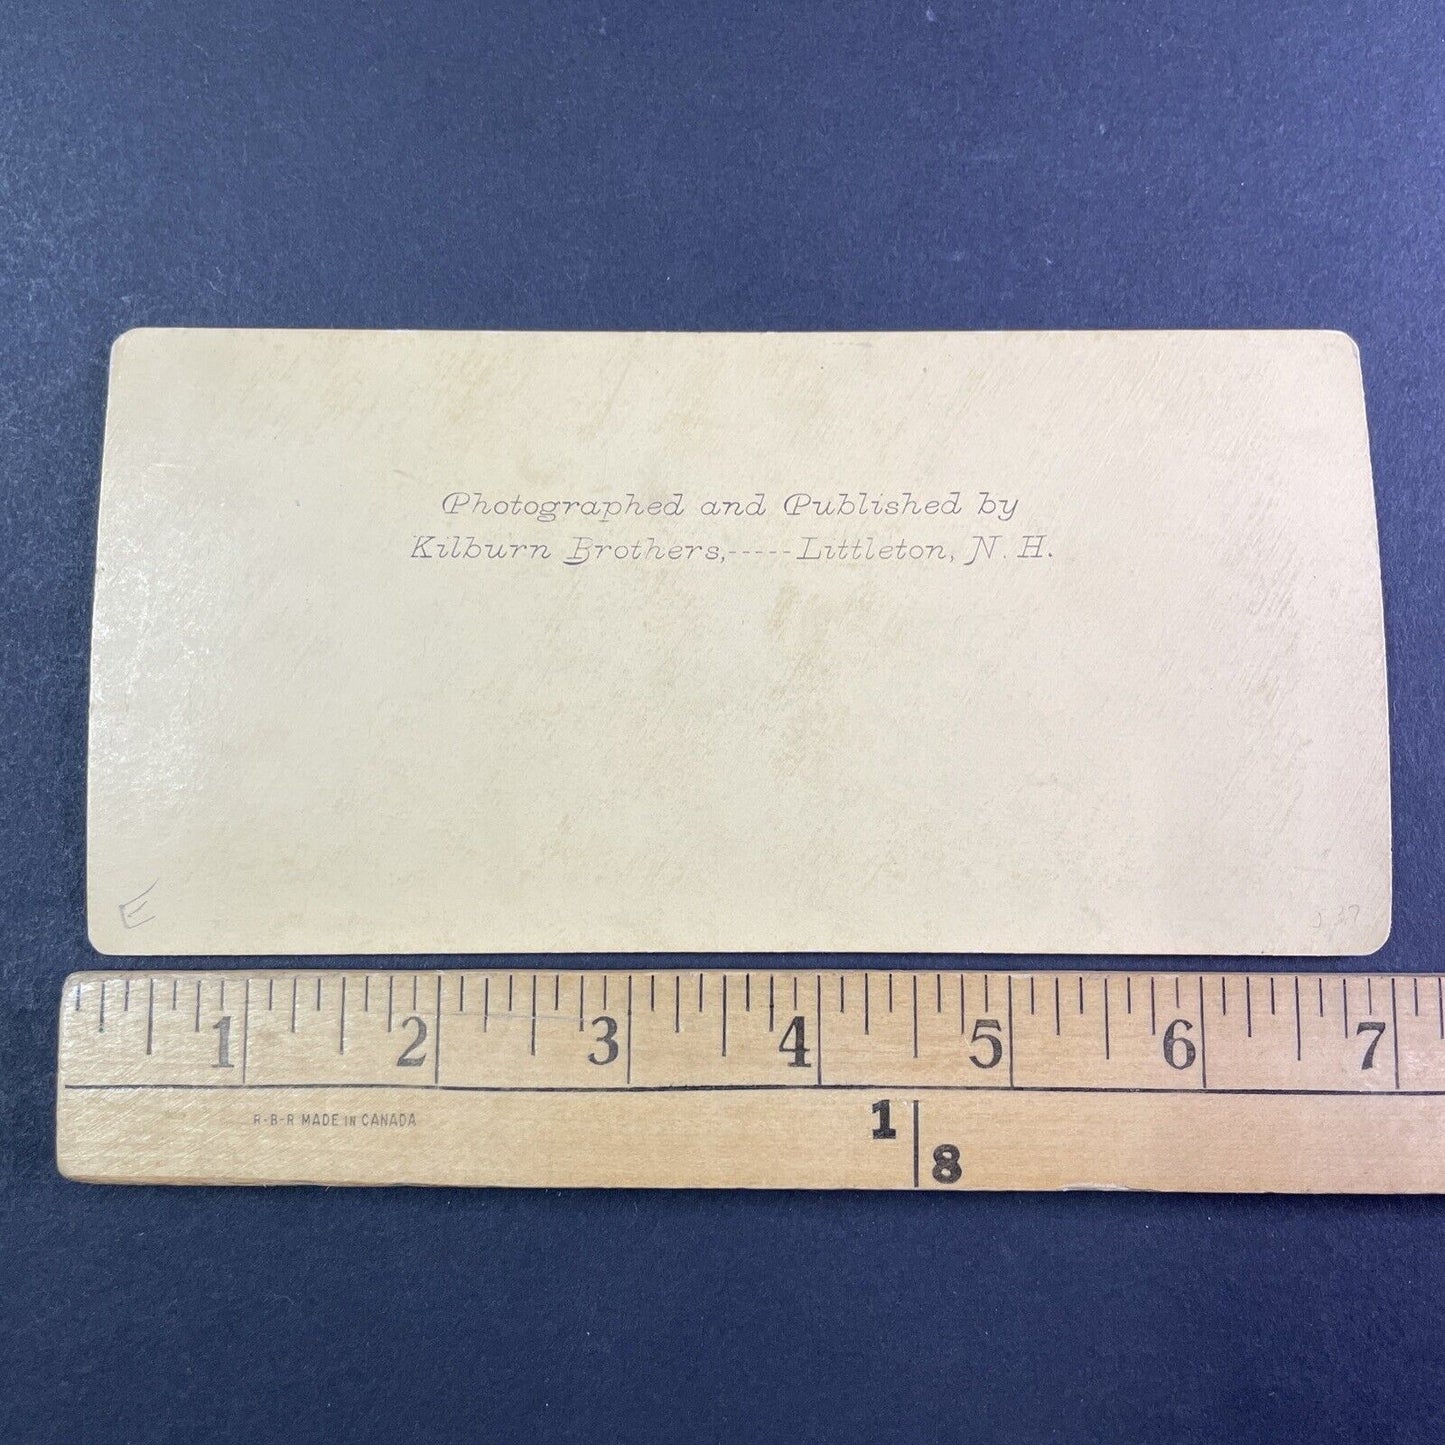 Photographed and Published by
Kilburn Brothers,-----Littleton, N. H.
E
1 2 3 4 5 6 7
R-B-R MADE IN CANADA
1
8